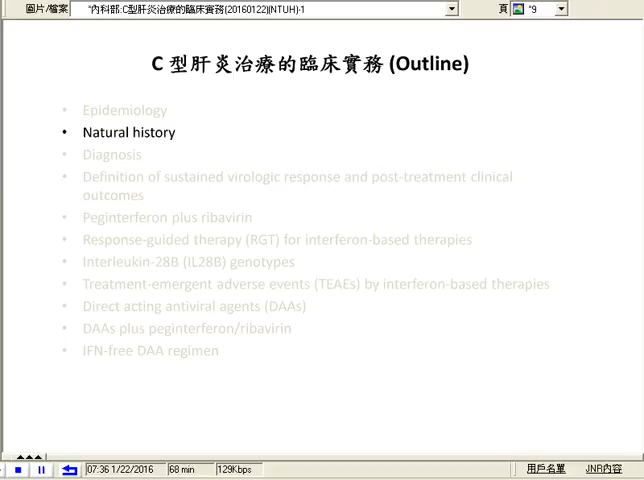 圖片/檔案 "內科部:C型肝炎治療的臨床實務(20160122)(NTUH)-1 頁 "9
C 型肝炎治療的臨床實務 (Outline)
• Epidemiology
• Natural history
• Diagnosis
• Definition of sustained virologic response and post-treatment clinical
outcomes
• Peginterferon plus ribavirin
• Response-guided therapy (RGT) for interferon-based therapies
• Interleukin-28B (IL28B) genotypes
• Treatment-emergent adverse events (TEAEs) by interferon-based therapies
• Direct acting antiviral agents (DAAs)
• DAAs plus peginterferon/ribavirin
• IFN-free DAA regimen
07:36 1/22/2016 68 min 129Kbps 用戶名單 JNR內容